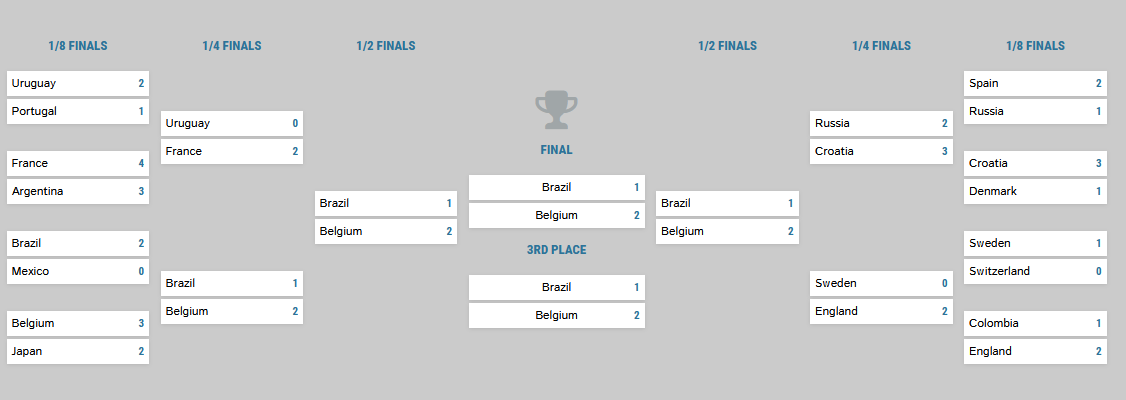 1/8 FINALS
1/4 FINALS
1/2 FINALS
1/2 FINALS
1/4 FINALS
1/8 FINALS
Uruguay 2
Portugal 1
France 4
Argentina 3
Brazil 2
Mexico 0
Belgium 3
Japan 2
Uruguay 0
France 2
Brazil 1
Belgium 2
Brazil 1
Belgium 2
FINAL
Brazil 1
Belgium 2
3RD PLACE
Brazil 1
Belgium 2
Brazil 1
Belgium 2
Russia 2
Croatia 3
Sweden 0
England 2
Spain 2
Russia 1
Croatia 3
Denmark 1
Sweden 1
Switzerland 0
Colombia 1
England 2